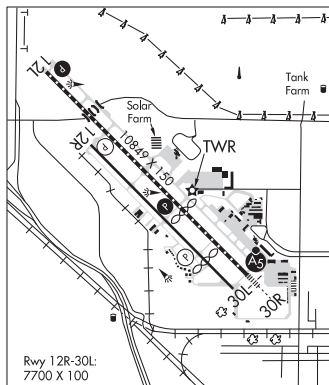 12L
P
Solar
Farm
Tank
Farm
12R
P
10849 X 150
TWR
P
P
A5
30L
30R
Rwy 12R-30L:
7700 X 100